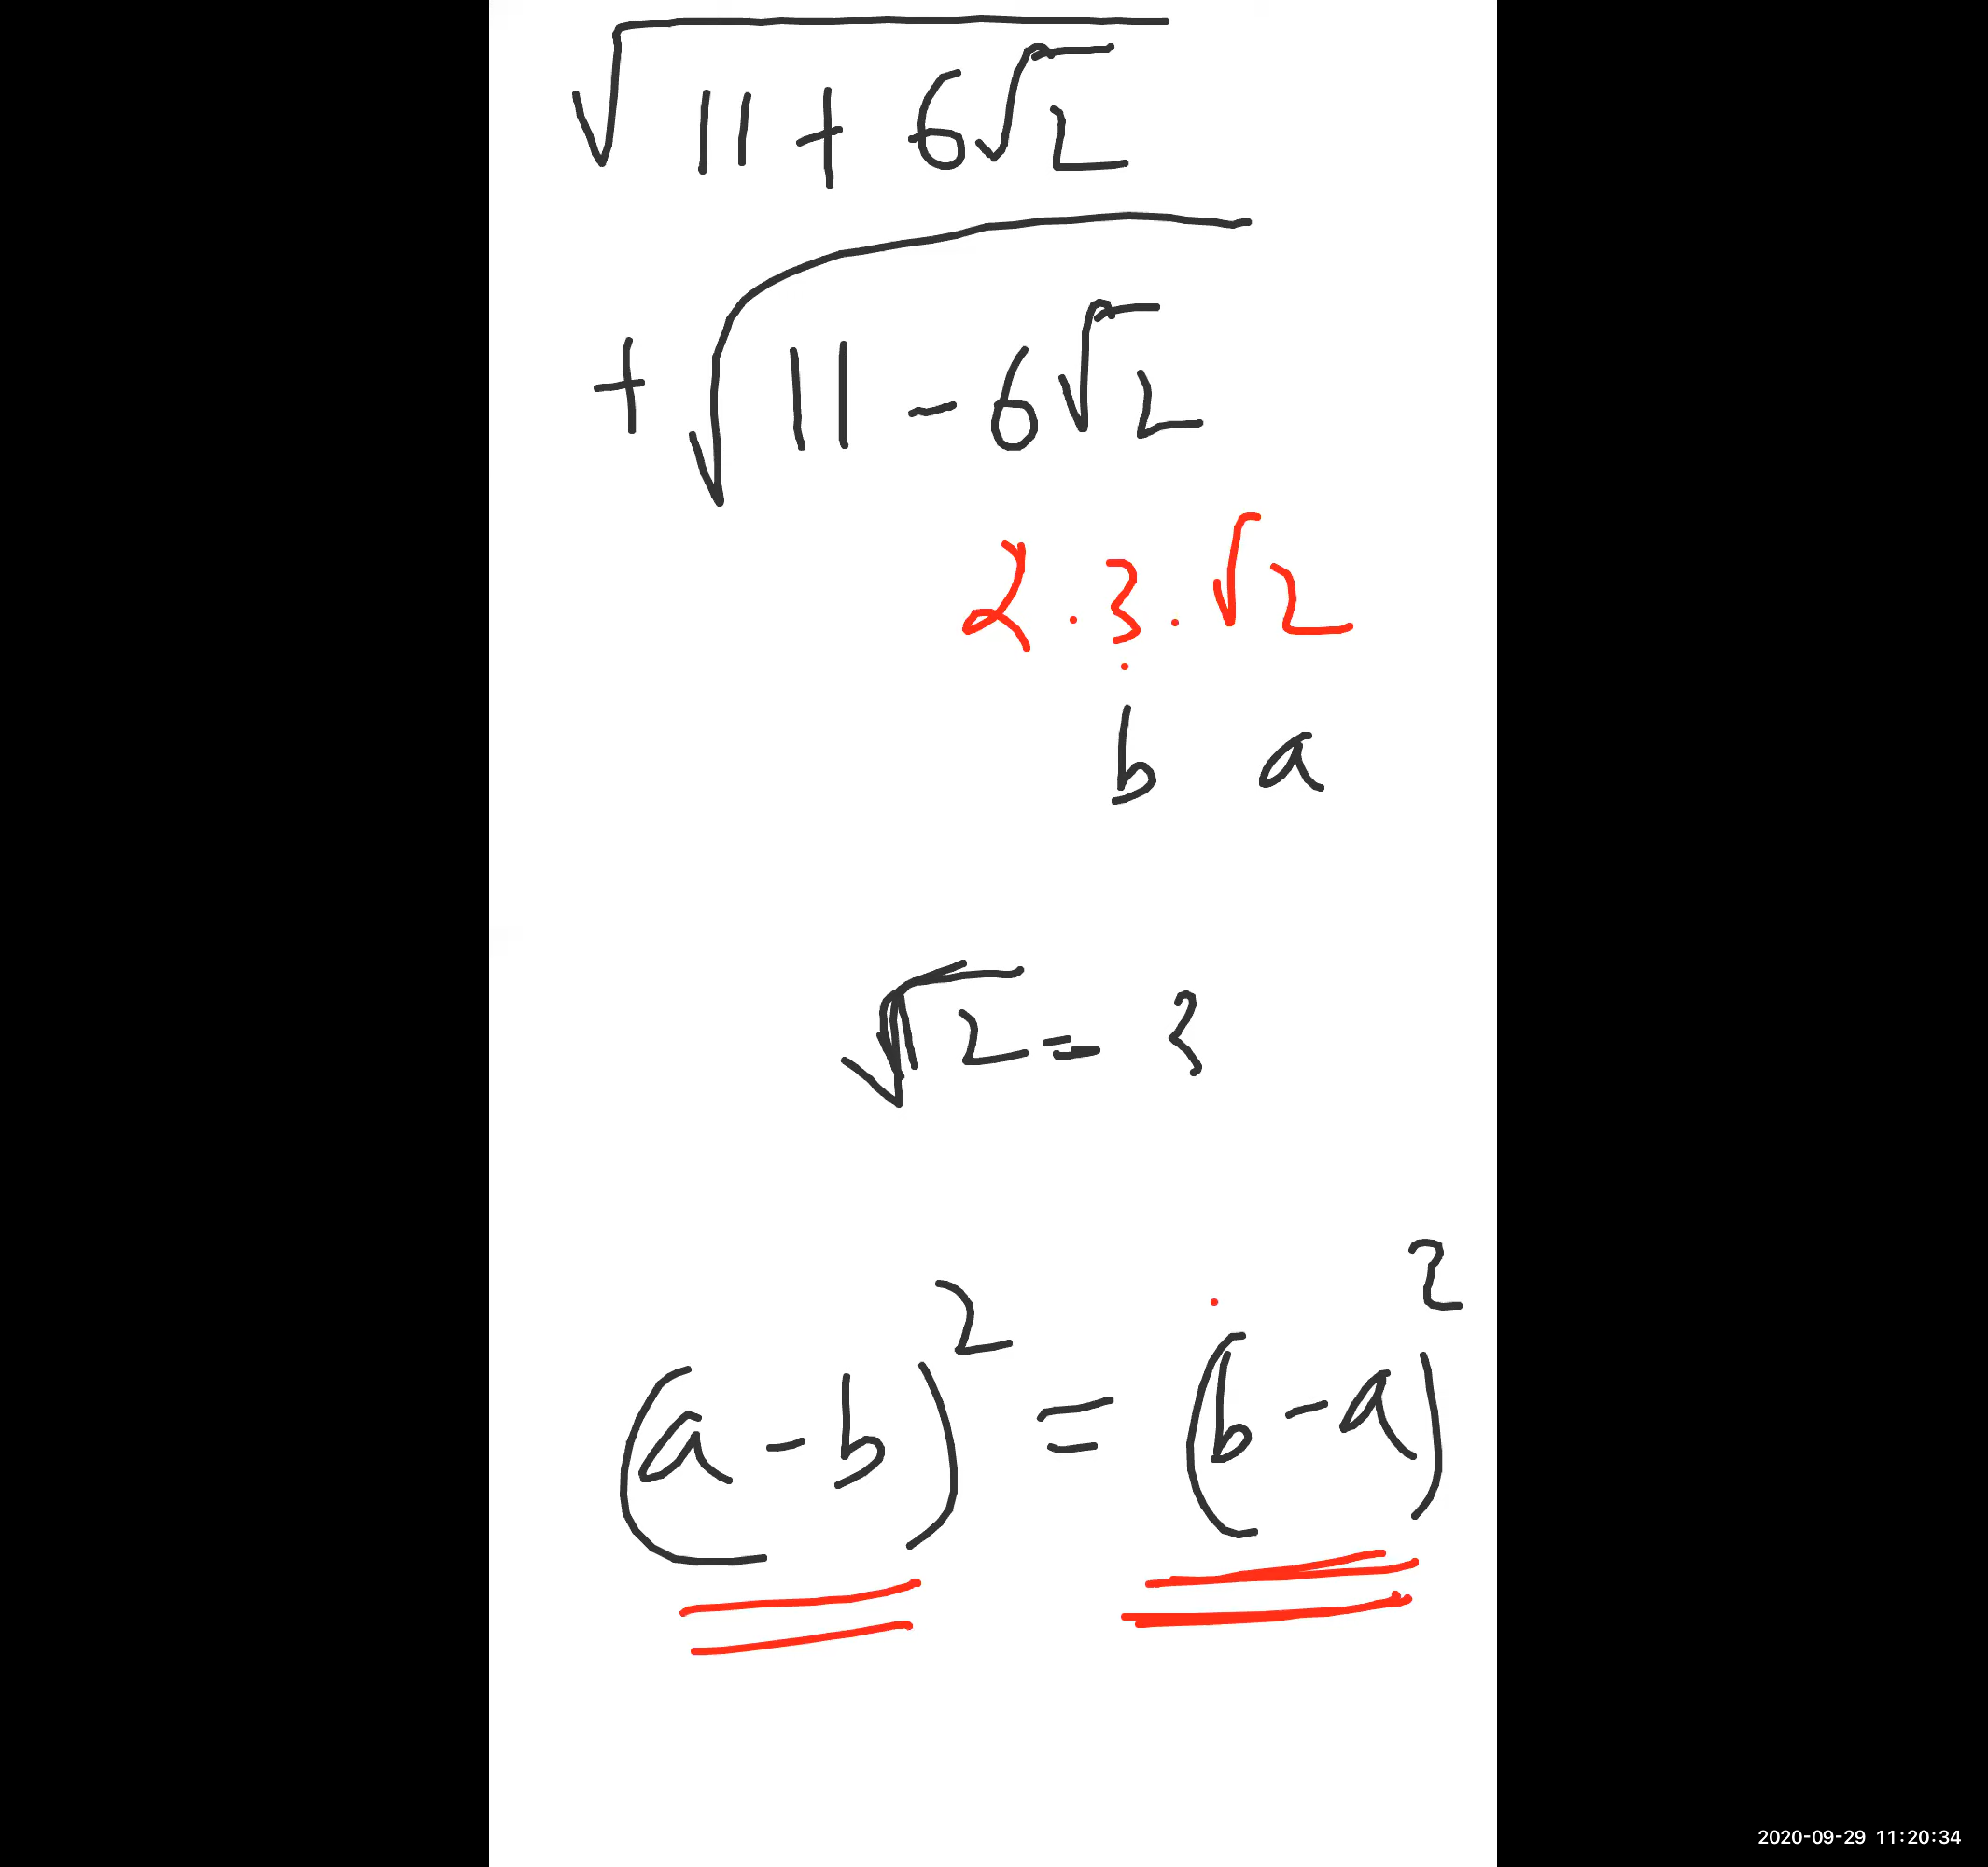 √11+6√2
+√11-6√2
2.3.√2
b a
√2=3
(a-b)²=(b-a)²
2020-09-29 11:20:34